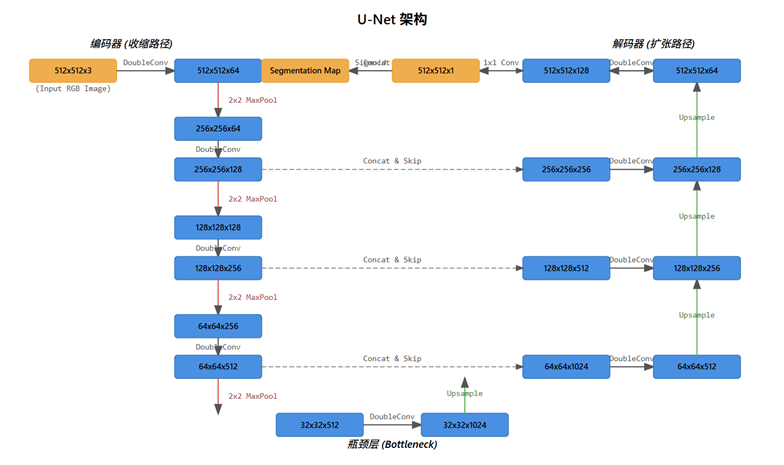 U-Net 架构
编码器 (收缩路径)
解码器 (扩张路径)
512x512x3
DoubleConv
512x512x64
Segmentation Map
Sigmoid
Concat
512x512x1
1x1 Conv
512x512x128
DoubleConv
512x512x64
(Input RGB Image)
2x2 MaxPool
Upsample
256x256x64
DoubleConv
256x256x128
Concat & Skip
256x256x256
DoubleConv
256x256x128
2x2 MaxPool
Upsample
128x128x128
DoubleConv
128x128x256
Concat & Skip
128x128x512
DoubleConv
128x128x256
2x2 MaxPool
Upsample
64x64x256
DoubleConv
64x64x512
Concat & Skip
64x64x1024
DoubleConv
64x64x512
2x2 MaxPool
Upsample
32x32x512
DoubleConv
32x32x1024
瓶颈层 (Bottleneck)